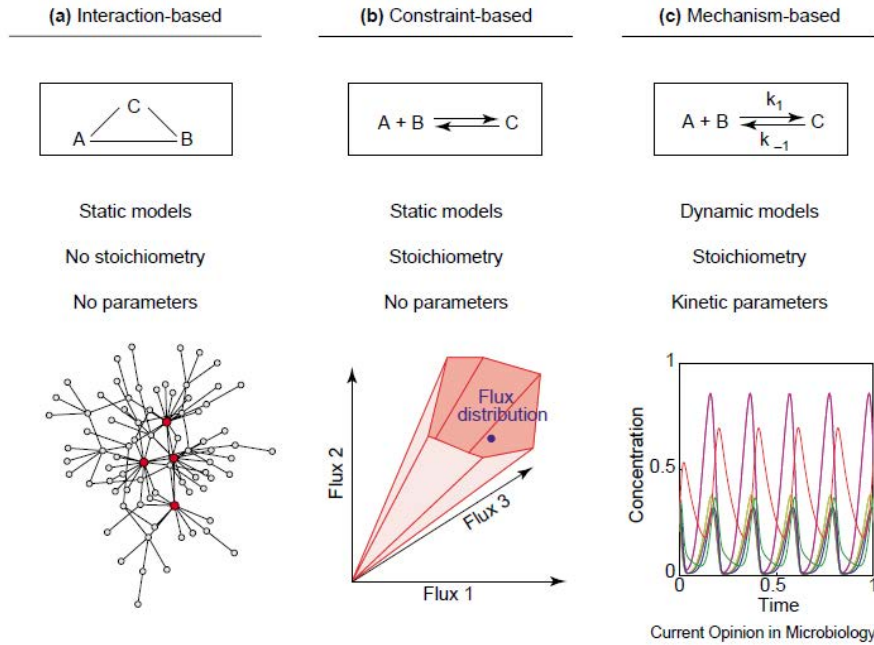 (a) Interaction-based
(b) Constraint-based
(c) Mechanism-based
C
A
B
A + B
C
k1
A + B
C
k–1
Static models
Static models
Dynamic models
No stoichiometry
Stoichiometry
Stoichiometry
No parameters
No parameters
Kinetic parameters
Flux 2
Flux
distribution
Flux 3
Flux 1
Concentration
1
0.5
0
0
0.5
1
Time
Current Opinion in Microbiology